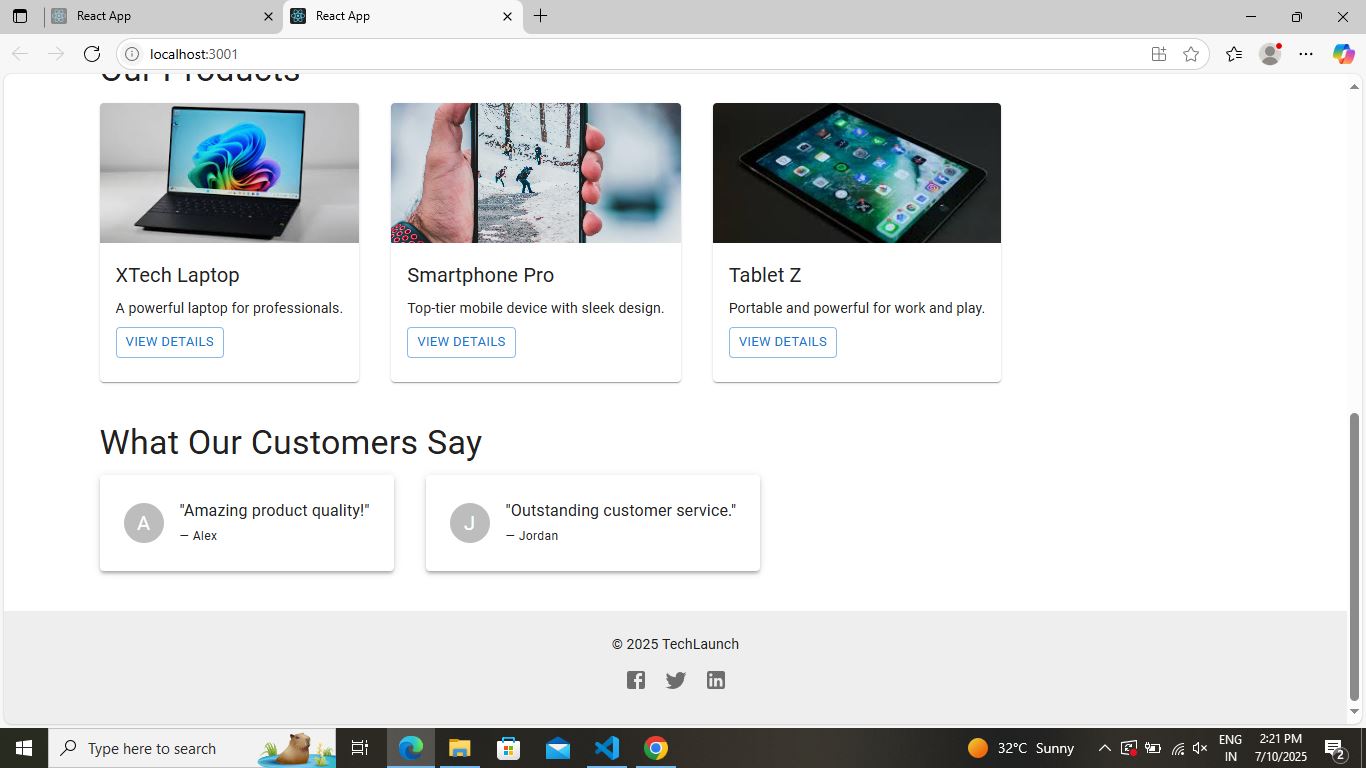 React App
React App
localhost:3001
Our Products
XTech Laptop
A powerful laptop for professionals.
VIEW DETAILS
Smartphone Pro
Top-tier mobile device with sleek design.
VIEW DETAILS
Tablet Z
Portable and powerful for work and play.
VIEW DETAILS
What Our Customers Say
A
"Amazing product quality!"
— Alex
J
"Outstanding customer service."
— Jordan
© 2025 TechLaunch
Type here to search
32°C Sunny
ENG
IN
2:21 PM
7/10/2025
2